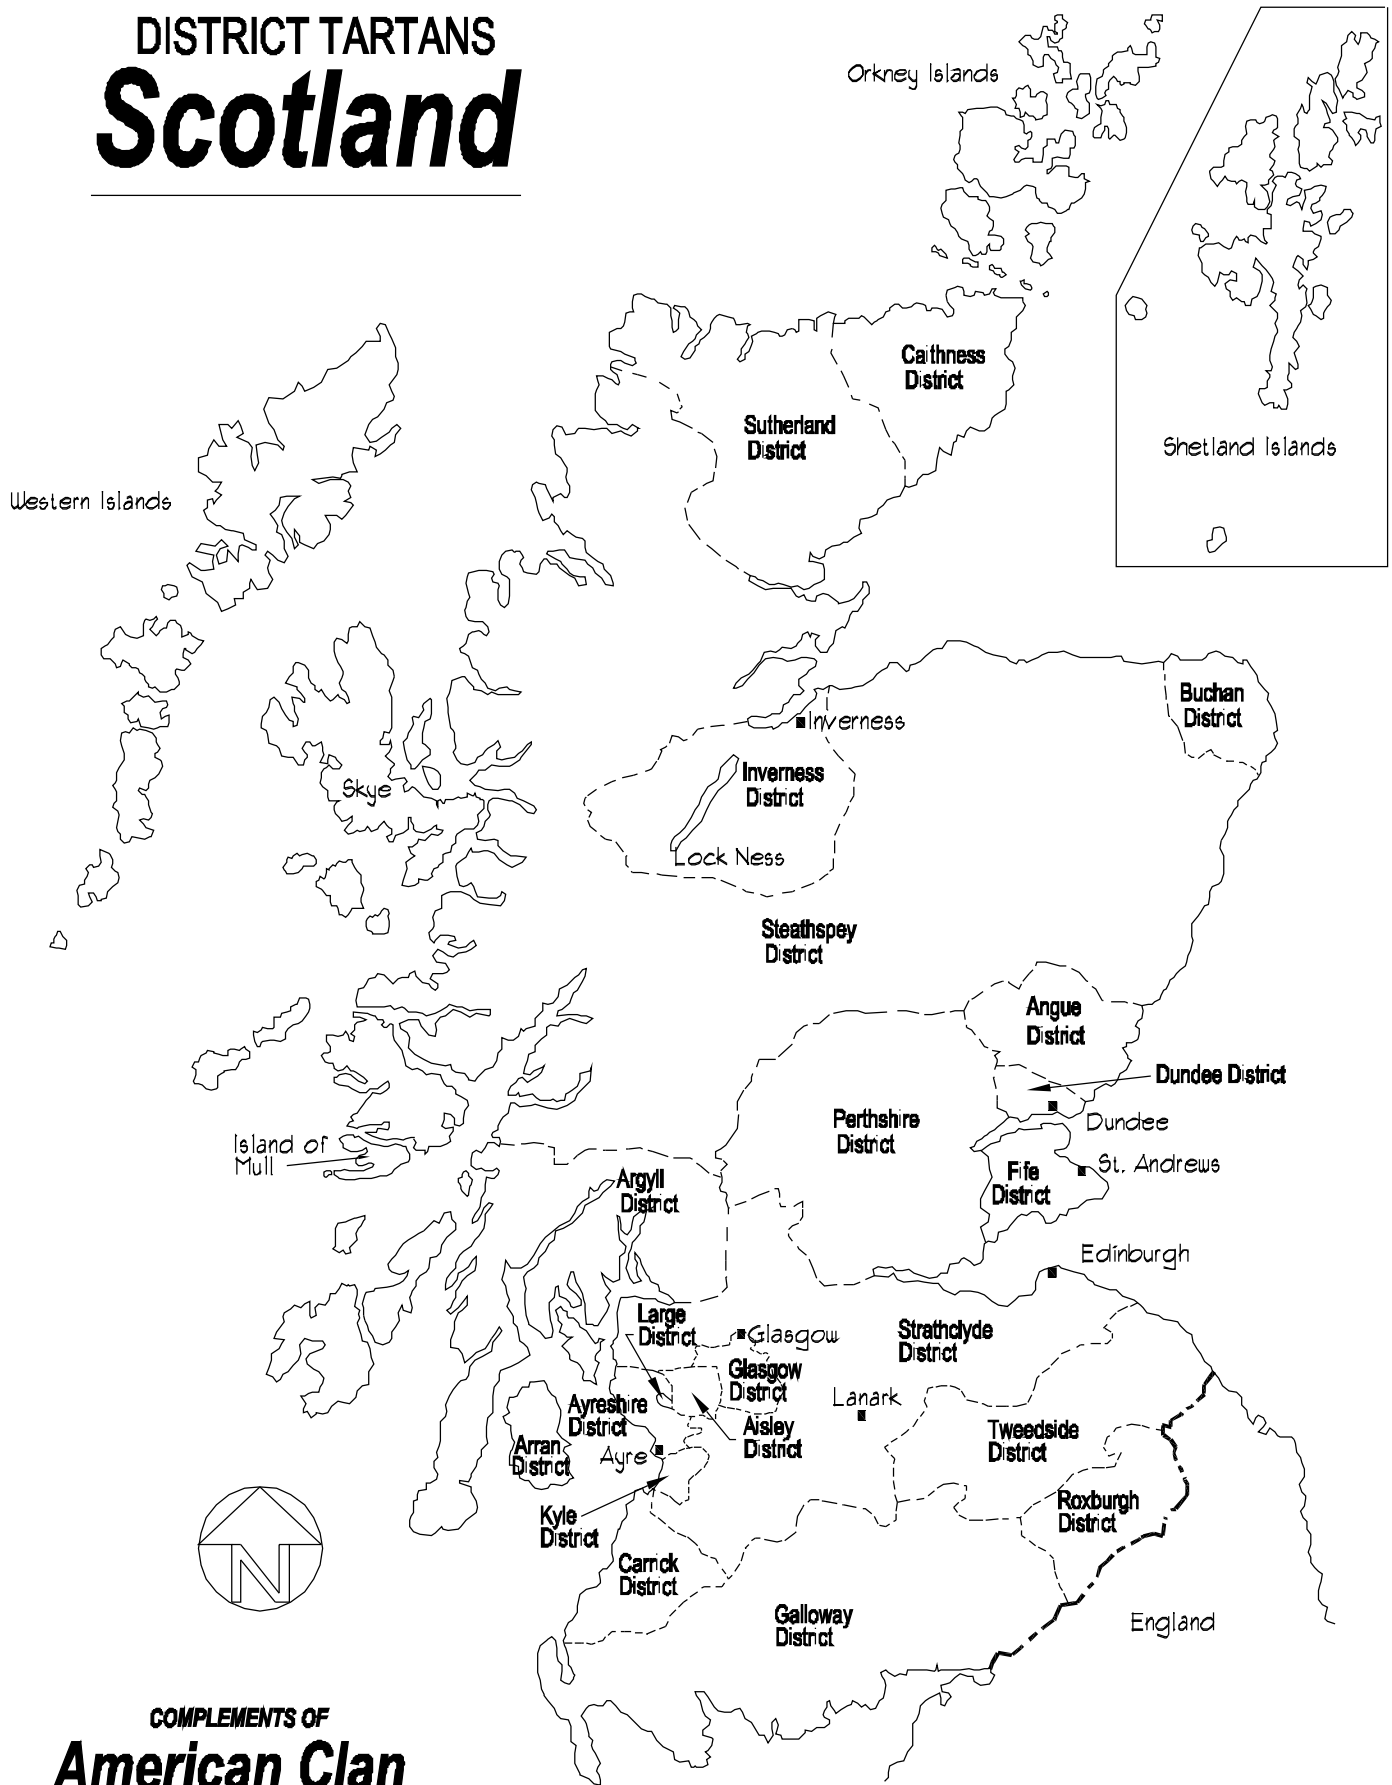 DISTRICT TARTANS
Scotland
Orkney Islands
Shetland Islands
Caithness
District
Sutherland
District
Western Islands
Buchan
District
Inverness
Inverness
District
Skye
Lock Ness
Steathspey
District
Angue
District
Dundee District
Perthshire
District
Dundee
Island of
Mull
St. Andrews
Fife
District
Argyll
District
Edinburgh
Large
District
Glasgow
Strathclyde
District
Glasgow
District
Lanark
Ayreshire
District
Aisley
District
Tweedside
District
Arran
District
Ayre
Roxburgh
District
Kyle
District
Carrick
District
Galloway
District
England
N
COMPLEMENTS OF
American Clan